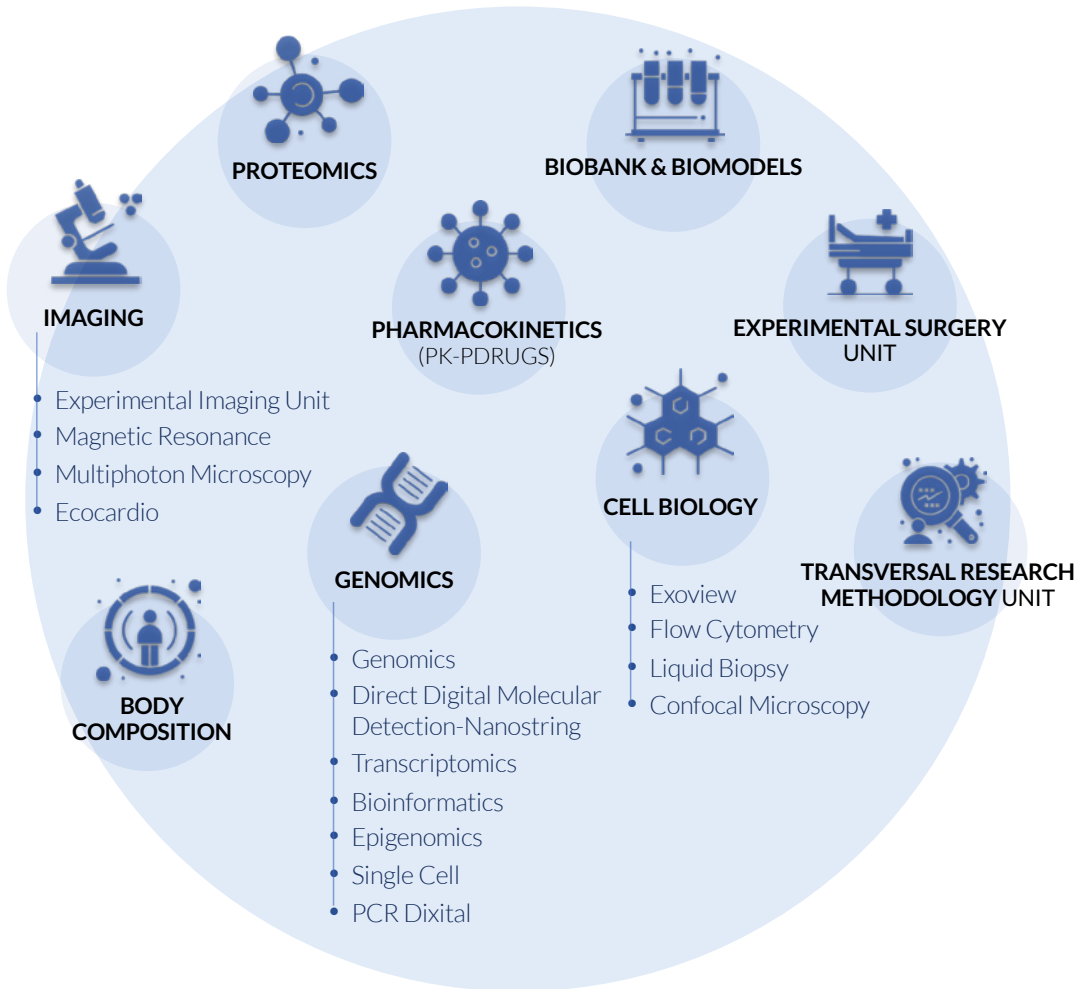 PROTEOMICS
BIOBANK & BIOMODELS
IMAGING
Experimental Imaging Unit
Magnetic Resonance
Multiphoton Microscopy
Ecocardio
PHARMACOKINETICS
(PK-PDRUGS)
EXPERIMENTAL SURGERY
UNIT
CELL BIOLOGY
Exoview
Flow Cytometry
Liquid Biopsy
Confocal Microscopy
TRANSVERSAL RESEARCH
METHODOLOGY UNIT
GENOMICS
Genomics
Direct Digital Molecular
Detection-Nanostring
Transcriptomics
Bioinformatics
Epigenomics
Single Cell
PCR Dixital
BODY
COMPOSITION